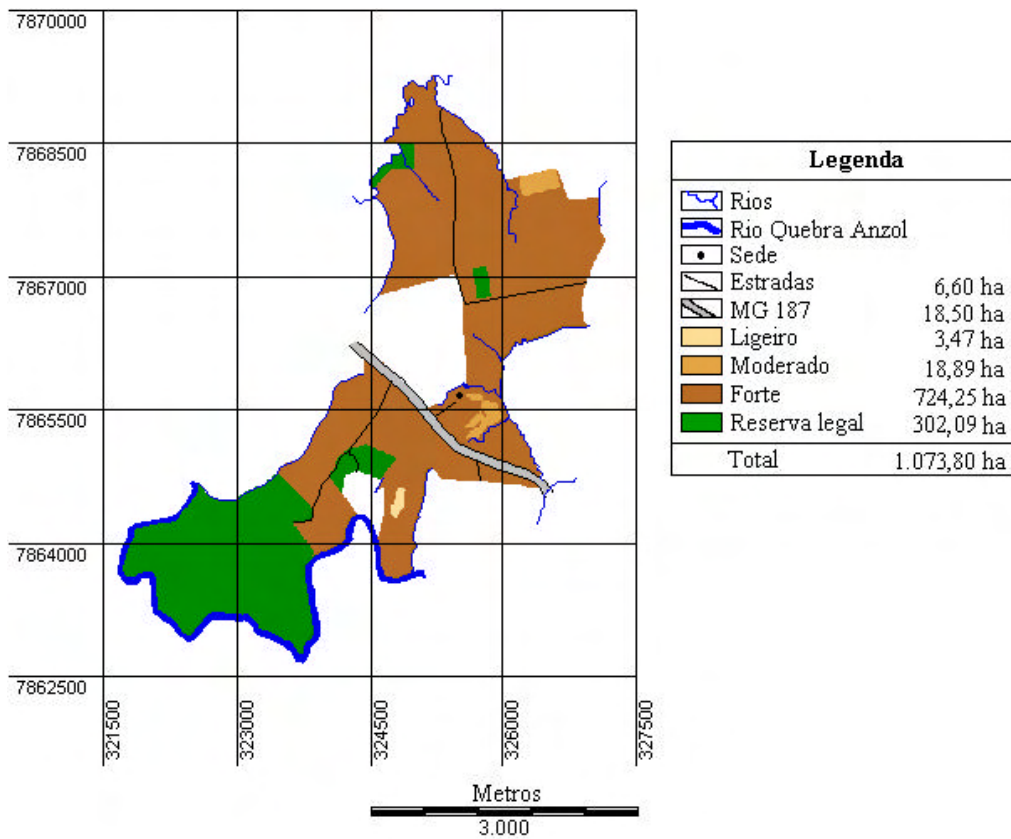 7870000
7868500
7867000
7865500
7864000
7862500
321500
323000
324500
326000
327500
Metros
3.000
Legenda
Rios
Rio Quebra Anzol
Sede
Estradas 6,60 ha
MG 187 18,50 ha
Ligeiro 3,47 ha
Moderado 18,89 ha
Forte 724,25 ha
Reserva legal 302,09 ha
Total 1.073,80 ha